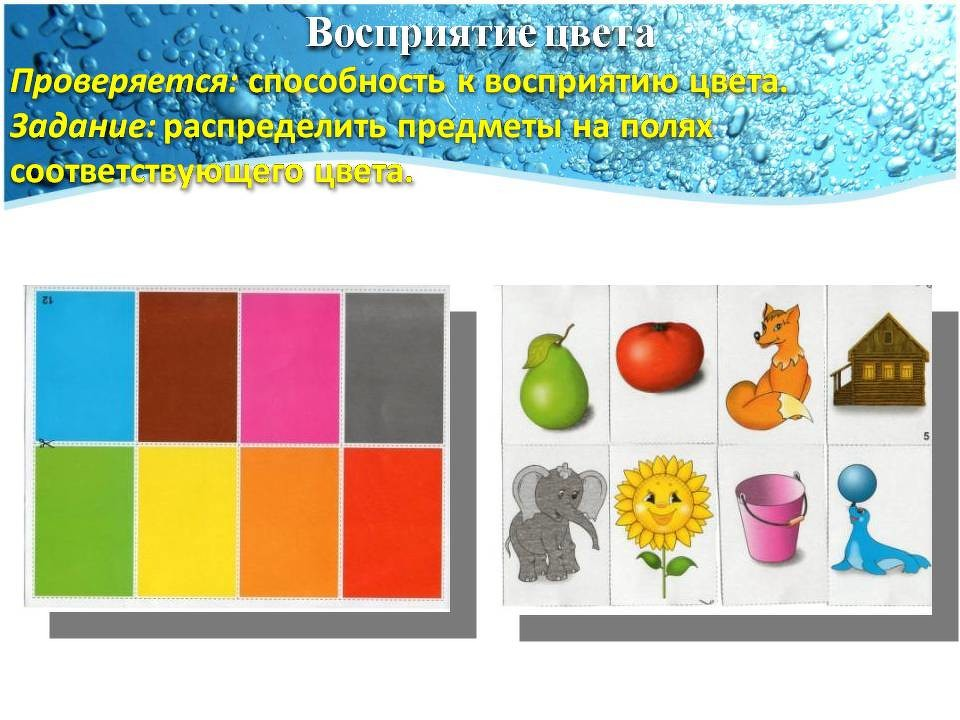 Восприятие цвета
Проверяется: способность к восприятию цвета.
Задание: распределить предметы на полях
соответствующего цвета.
12
5